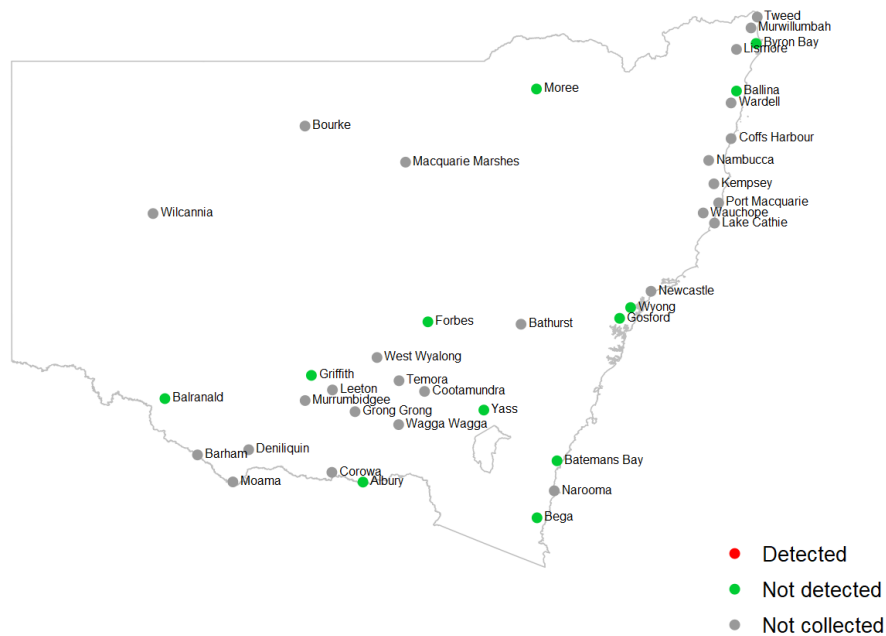 Tweed
Murwillumbah
Byron Bay
Lismore
Moree
Ballina
Wardell
Bourke
Coffs Harbour
Macquarie Marshes
Nambucca
Kempsey
Port Macquarie
Wilcannia
Wauchope
Lake Cathie
Newcastle
Wyong
Gosford
Forbes
Bathurst
West Wyalong
Griffith
Temora
Leeton
Cootamundra
Balranald
Murrumbidgee
Grong Grong
Yass
Wagga Wagga
Deniliquin
Barham
Batemans Bay
Corowa
Moama
Albury
Narooma
Bega
Detected
Not detected
Not collected